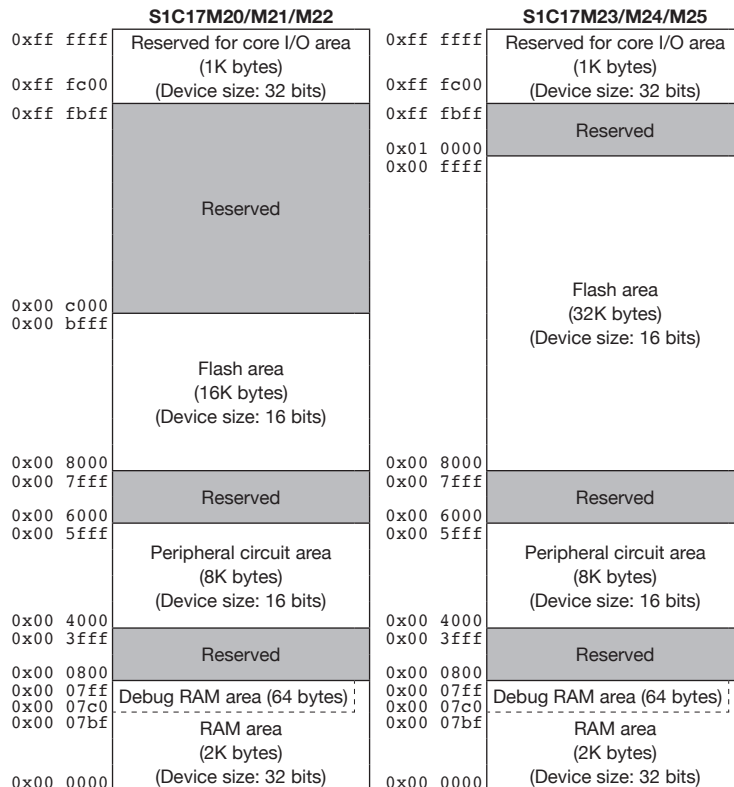 S1C17M20/M21/M22
0xff ffff
Reserved for core I/O area
(1K bytes)
0xff fc00
(Device size: 32 bits)
0xff fbff
Reserved
0x00 c000
0x00 bfff
Flash area
(16K bytes)
(Device size: 16 bits)
0x00 8000
0x00 7fff
Reserved
0x00 6000
0x00 5fff
Peripheral circuit area
(8K bytes)
(Device size: 16 bits)
0x00 4000
0x00 3fff
Reserved
0x00 0800
0x00 07ff
Debug RAM area (64 bytes)
0x00 07c0
0x00 07bf
RAM area
(2K bytes)
(Device size: 32 bits)
0x00 0000
S1C17M23/M24/M25
0xff ffff
Reserved for core I/O area
(1K bytes)
0xff fc00
(Device size: 32 bits)
0xff fbff
Reserved
0x01 0000
0x00 ffff
Flash area
(32K bytes)
(Device size: 16 bits)
0x00 8000
0x00 7fff
Reserved
0x00 6000
0x00 5fff
Peripheral circuit area
(8K bytes)
(Device size: 16 bits)
0x00 4000
0x00 3fff
Reserved
0x00 0800
0x00 07ff
Debug RAM area (64 bytes)
0x00 07c0
0x00 07bf
RAM area
(2K bytes)
(Device size: 32 bits)
0x00 0000